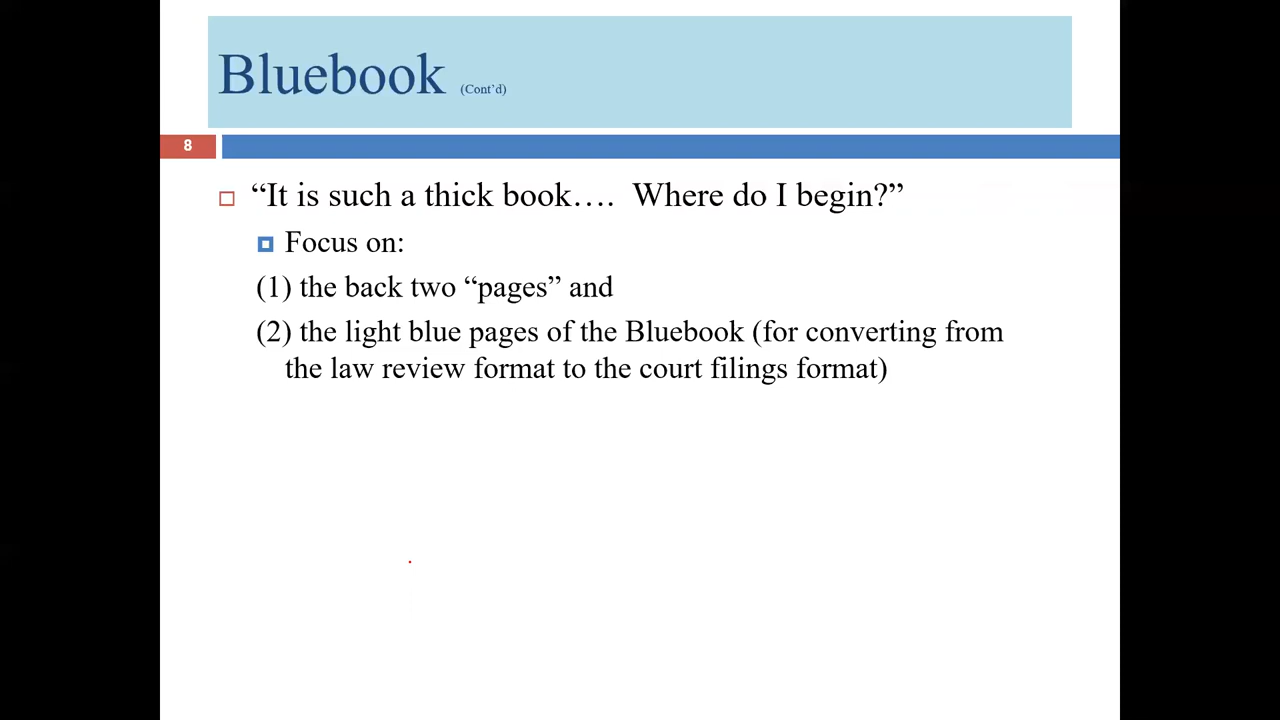 Bluebook (Cont’d)
8
“It is such a thick book…. Where do I begin?”
Focus on:
(1) the back two “pages” and
(2) the light blue pages of the Bluebook (for converting from
the law review format to the court filings format)